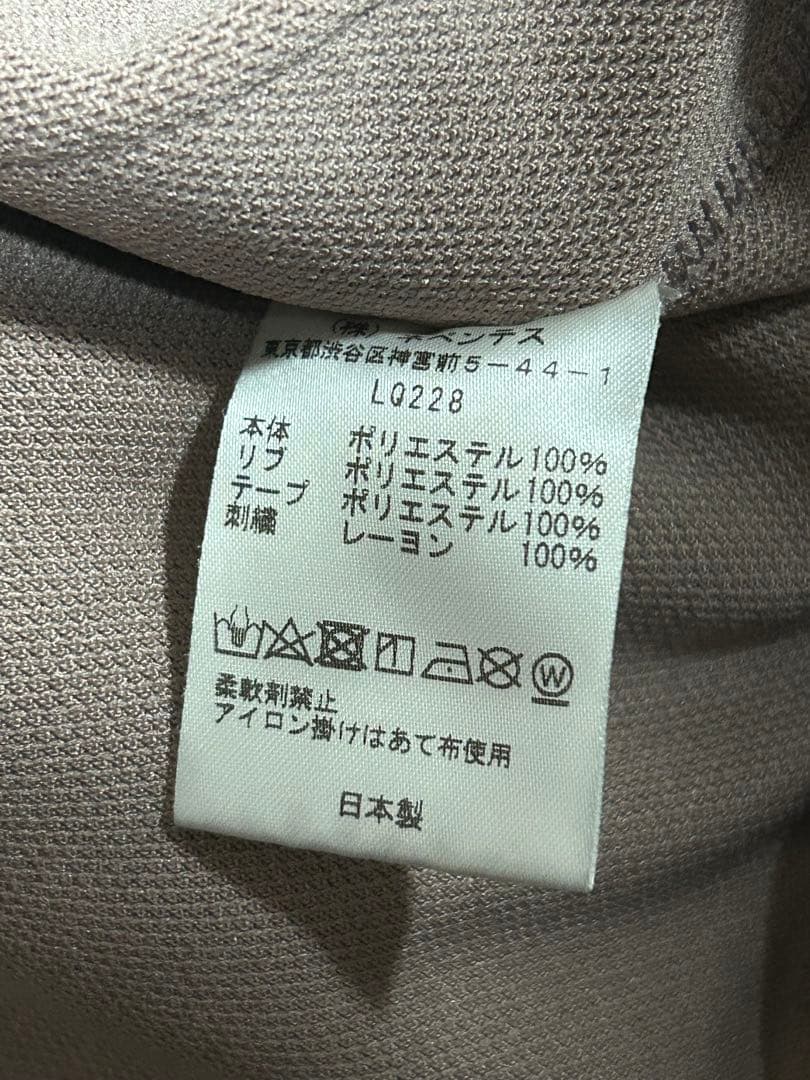 (株)ネペンテス
東京都渋谷区神宮前5-44-1
LQ228
本体 ポリエステル100%
リブ ポリエステル100%
テープ ポリエステル100%
刺繍 レーヨン 100%
W
柔軟剤禁止
アイロン掛けはあて布使用
日本製